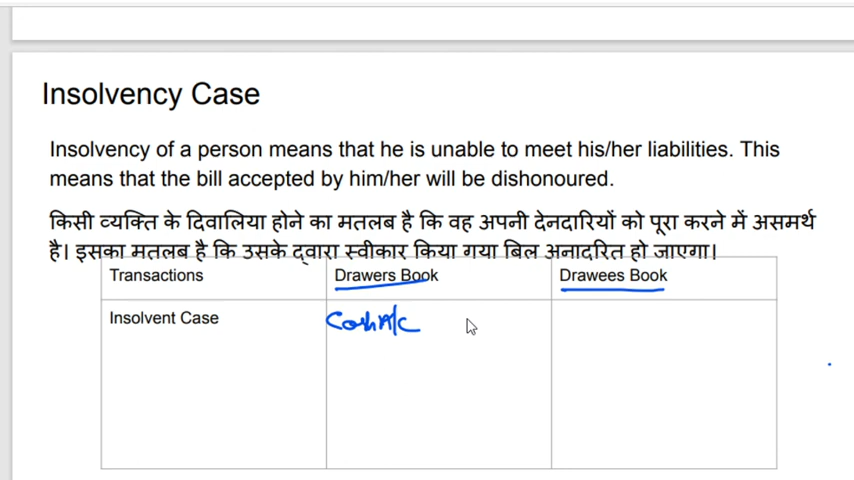 Insolvency Case
Insolvency of a person means that he is unable to meet his/her liabilities. This
means that the bill accepted by him/her will be dishonoured.
किसी व्यक्ति के दिवालिया होने का मतलब है कि वह अपनी देनदारियों को पूरा करने में असमर्थ
है। इसका मतलब है कि उसके द्वारा स्वीकार किया गया बिल अनादरित हो जाएगा।
Transactions Drawers Book Drawees Book
Insolvent Case Cash A/C